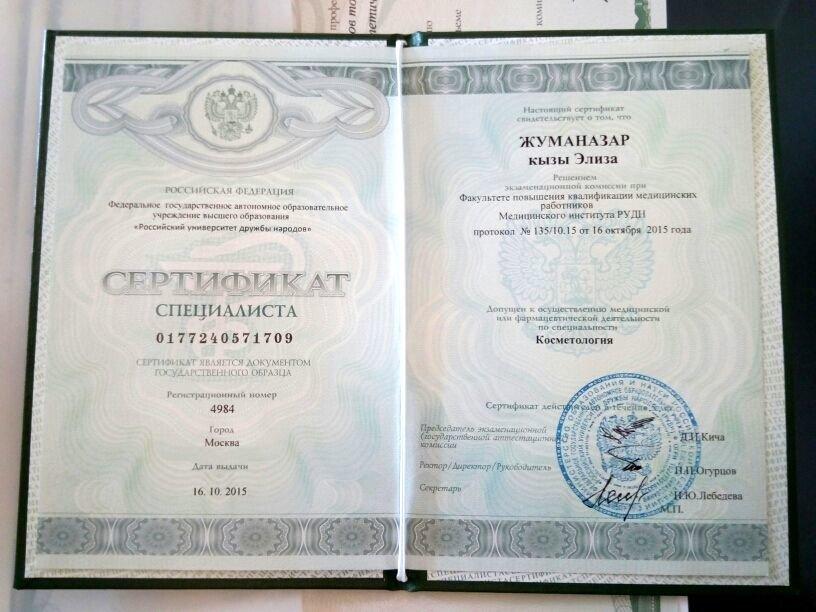 РОССИЙСКАЯ ФЕДЕРАЦИЯ
Федеральное государственное автономное образовательное
учреждение высшего образования
«Российский университет дружбы народов»
СЕРТИФИКАТ
СПЕЦИАЛИСТА
0177240571709
СЕРТИФИКАТ ЯВЛЯЕТСЯ ДОКУМЕНТОМ
ГОСУДАРСТВЕННОГО ОБРАЗЦА
Регистрационный номер
4984
Город
Москва
Дата выдачи
16. 10. 2015
Настоящий сертификат
свидетельствует о том, что
ЖУМАНАЗАР
кызы Элиза
Решением
экзаменационной комиссии при
Факультете повышения квалификации медицинских
работников
Медицинского института РУДН
протокол № 135/10.15 от 16 октября 2015 года
Допущен к осуществлению медицинской
или фармацевтической деятельности
по специальности
Косметология
Сертификат действителен в течение 5 лет
Председатель экзаменационной
(государственной аттестационной
комиссии
Д.И.Кича
Ректор/Директор/Руководитель
Огурцов
Секретарь
И.Ю.Лебедева
М.П.